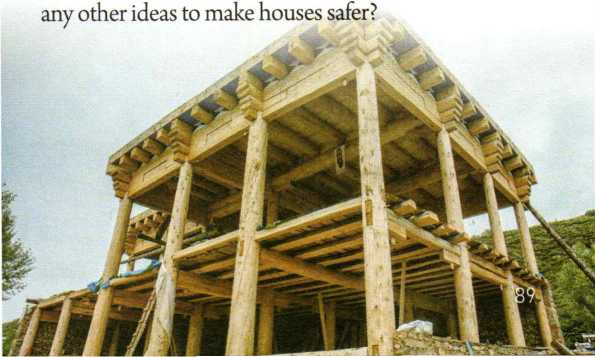 any other ideas to make houses safer?
89